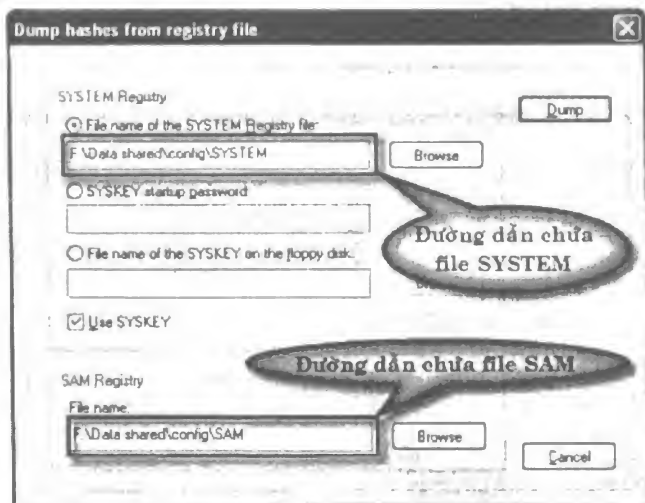 Dump hashes from registry file
SYSTEM Registry
Dump
File name of the SYSTEM Registry file:
F:\Data shared\config\SYSTEM
Browse
SYSKEY startup password
Đường dẫn chứa
file SYSTEM
File name of the SYSKEY on the floppy disk:
Use SYSKEY
Đường dẫn chứa file SAM
SAM Registry
File name:
F:\Data shared\config\SAM
Browse
Cancel